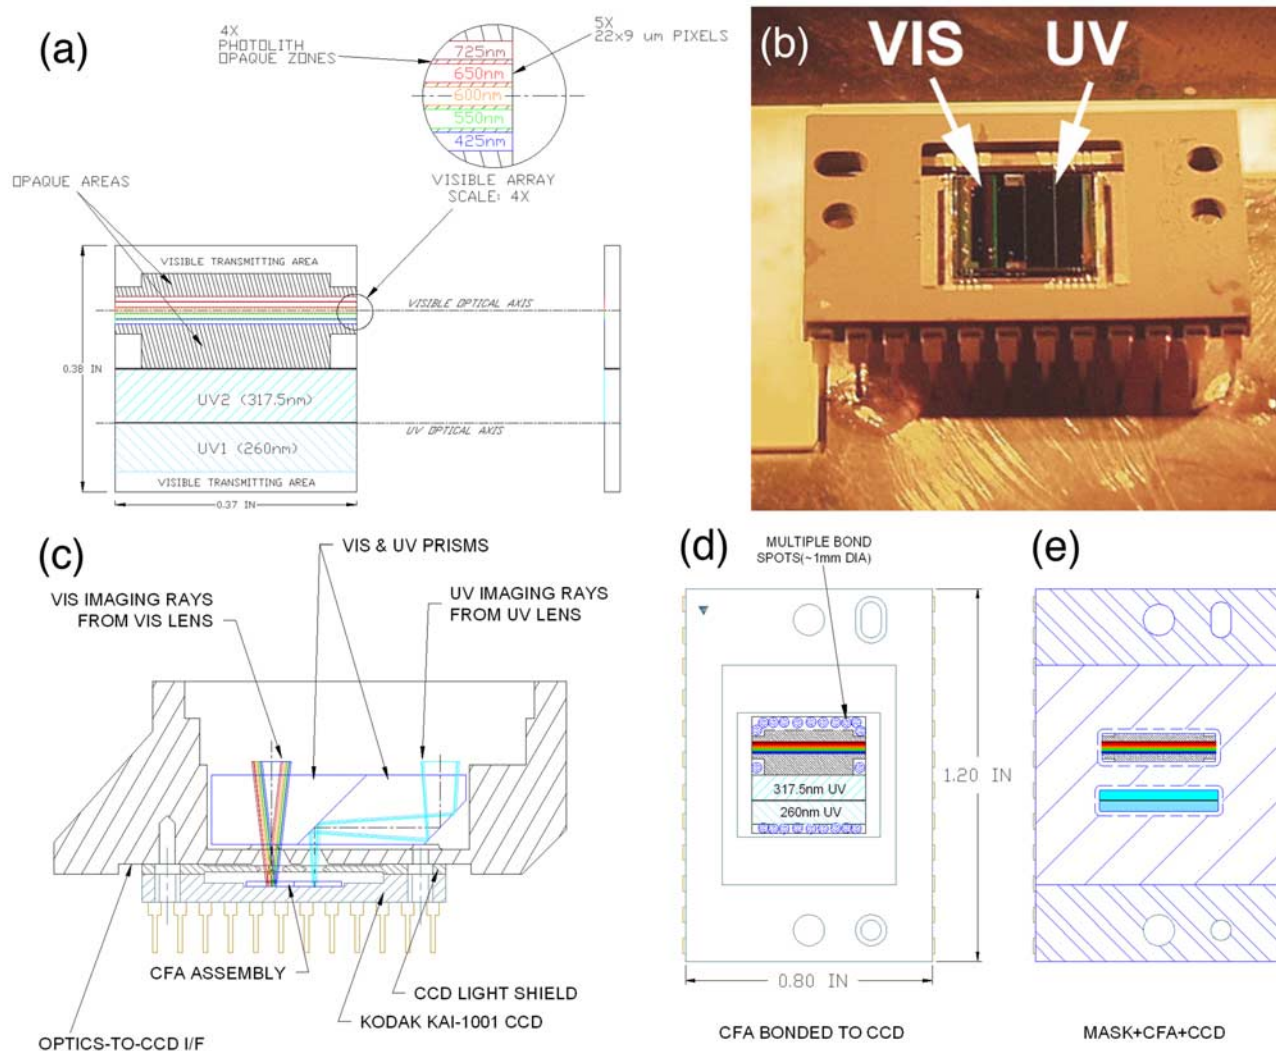 (a)
4X
PHOTOLITH
OPAQUE ZONES
5X
22x9 um PIXELS
725nm
650nm
600nm
550nm
425nm
VISIBLE ARRAY
SCALE: 4X
OPAQUE AREAS
VISIBLE TRANSMITTING AREA
VISIBLE OPTICAL AXIS
0.38 IN
UV2 (317.5nm)
UV OPTICAL AXIS
UV1 (260nm)
VISIBLE TRANSMITTING AREA
0.37 IN
(b)
VIS
UV
(c)
VIS & UV PRISMS
VIS IMAGING RAYS
FROM VIS LENS
UV IMAGING RAYS
FROM UV LENS
CFA ASSEMBLY
CCD LIGHT SHIELD
KODAK KAI-1001 CCD
OPTICS-TO-CCD I/F
(d)
MULTIPLE BOND
SPOTS(~1mm DIA)
317.5nm UV
260nm UV
1.20 IN
0.80 IN
CFA BONDED TO CCD
(e)
MASK+CFA+CCD